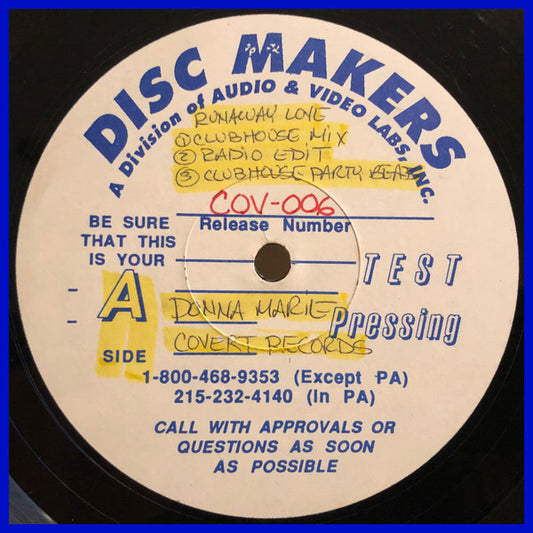 DISC MAKERS
A Division of AUDIO & VIDEO LABS, INC.
RUNAWAY LOVE
① CLUBHOUSE MIX
② RADIO EDIT
③ CLUBHOUSE PARTY BEATS
COV-006
Release Number
BE SURE
THAT THIS
IS YOUR
A
SIDE
TEST
Pressing
DONNA MARIE
COVERT RECORDS
1-800-468-9353 (Except PA)
215-232-4140 (In PA)
CALL WITH APPROVALS OR
QUESTIONS AS SOON
AS POSSIBLE